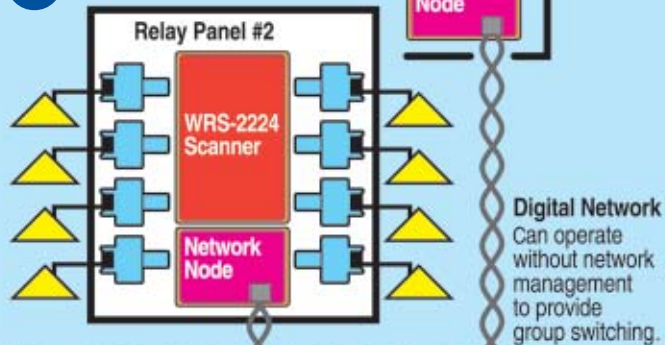 Node
Relay Panel #2
WRS-2224
Scanner
Network
Node
Digital Network
Can operate
without network
management
to provide
group switching.